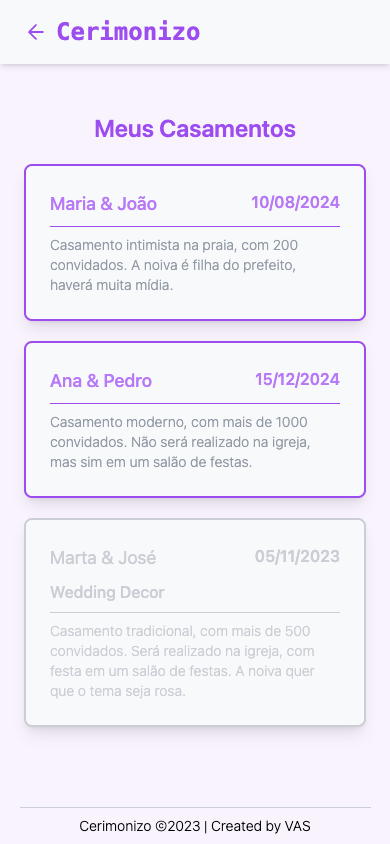 Cerimonizo
Meus Casamentos
Maria & João 10/08/2024
Casamento intimista na praia, com 200
convidados. A noiva é filha do prefeito,
haverá muita mídia.
Ana & Pedro 15/12/2024
Casamento moderno, com mais de 1000
convidados. Não será realizado na igreja,
mas sim em um salão de festas.
Marta & José 05/11/2023
Wedding Decor
Casamento tradicional, com mais de 500
convidados. Será realizado na igreja, com
festa em um salão de festas. A noiva quer
que o tema seja rosa.
Cerimonizo ©2023 | Created by VAS